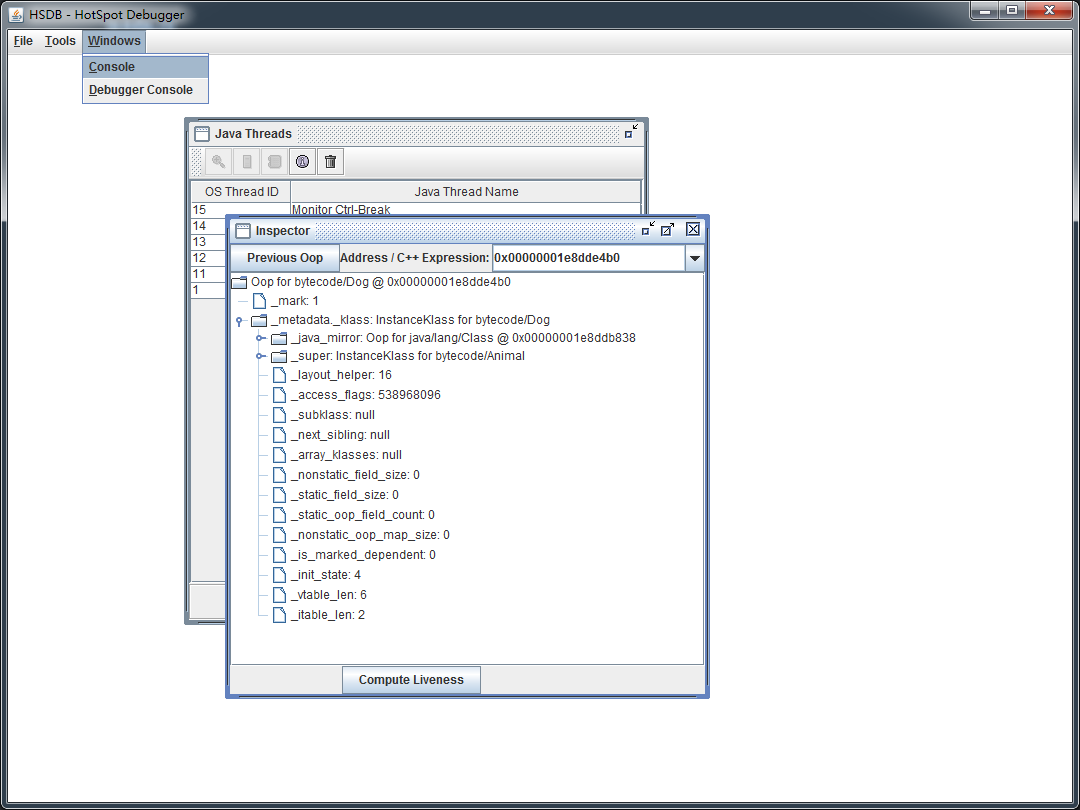 HSDB - HotSpot Debugger
File Tools Windows
Console
Debugger Console
Java Threads
OS Thread ID Java Thread Name
15 Monitor Ctrl-Break
14
13
12
11
1
Inspector
Previous Oop Address / C++ Expression: 0x00000001e8dde4b0
Oop for bytecode/Dog @ 0x00000001e8dde4b0
_mark: 1
_metadata._klass: InstanceKlass for bytecode/Dog
_java_mirror: Oop for java/lang/Class @ 0x00000001e8ddb838
_super: InstanceKlass for bytecode/Animal
_layout_helper: 16
_access_flags: 538968096
_subklass: null
_next_sibling: null
_array_klasses: null
_nonstatic_field_size: 0
_static_field_size: 0
_static_oop_field_count: 0
_nonstatic_oop_map_size: 0
_is_marked_dependent: 0
_init_state: 4
_vtable_len: 6
_itable_len: 2
Compute Liveness